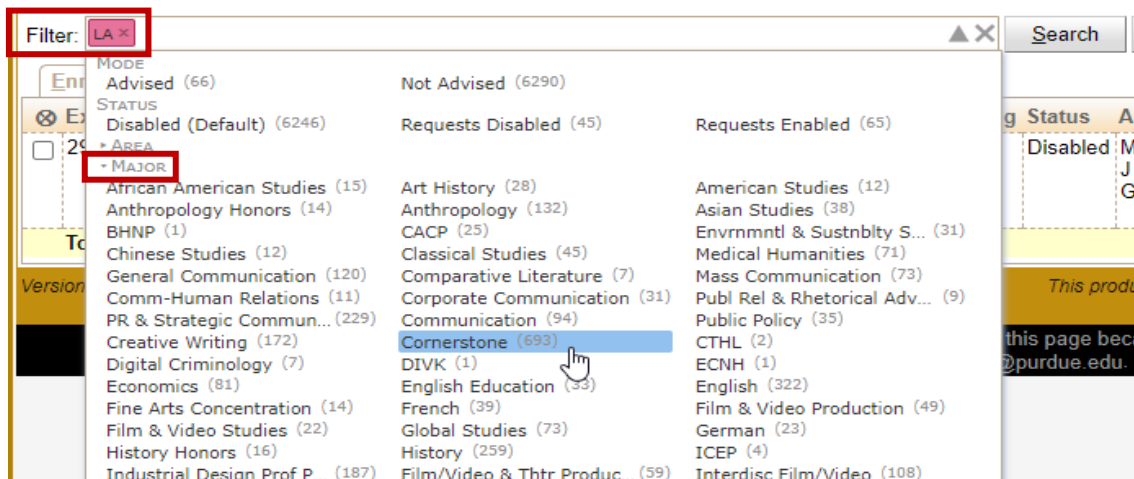 Filter: LA × Search
MODE
Enr Advised (66) Not Advised (6290)
STATUS
Ex Disabled (Default) (6246) Requests Disabled (45) Requests Enabled (65) g Status A
29 AREA Disabled M
MAJOR J
African American Studies (15) Art History (28) American Studies (12) G
Anthropology Honors (14) Anthropology (132) Asian Studies (38)
BHNP (1) CACP (25) Envrnmntl & Sustnblty S... (31)
To Chinese Studies (12) Classical Studies (45) Medical Humanities (71)
Version General Communication (120) Comparative Literature (7) Mass Communication (73) This produ
Comm-Human Relations (11) Corporate Communication (31) Publ Rel & Rhetorical Adv... (9)
PR & Strategic Commun... (229) Communication (94) Public Policy (35)
Creative Writing (172) Cornerstone (693) CTHL (2) this page beca
Digital Criminology (7) DIVK (1) ECNH (1) @purdue.edu.
Economics (81) English Education (33) English (322)
Fine Arts Concentration (14) French (39) Film & Video Production (49)
Film & Video Studies (22) Global Studies (73) German (23)
History Honors (16) History (259) ICEP (4)
Industrial Design Prof P... (187) Film/Video & Thtr Produc... (59) Interdisc Film/Video (108)